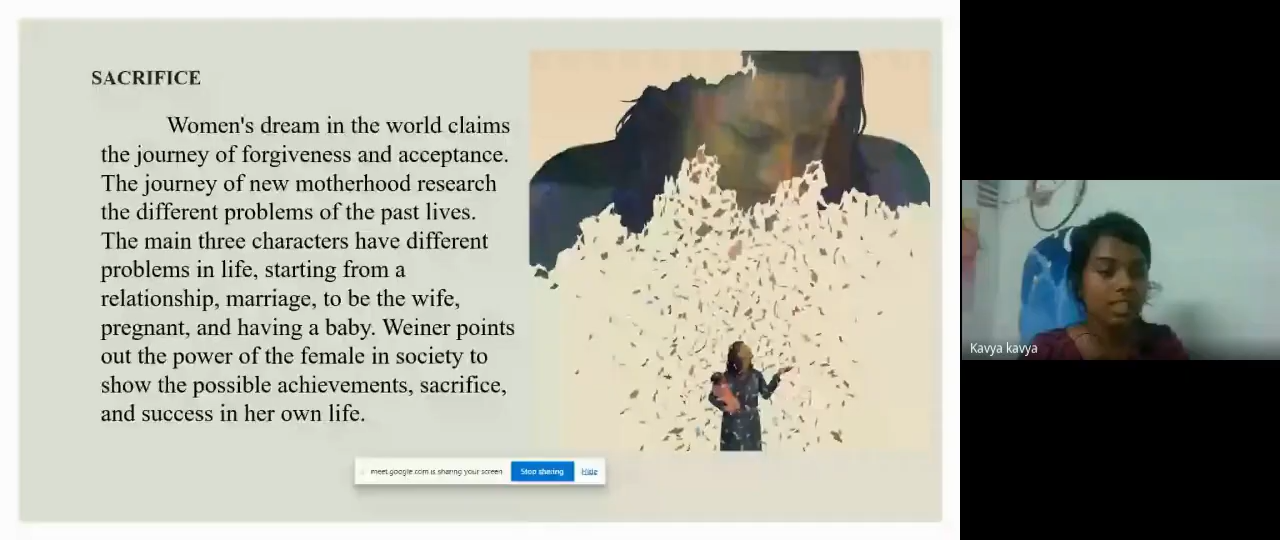 SACRIFICE
Women's dream in the world claims
the journey of forgiveness and acceptance.
The journey of new motherhood research
the different problems of the past lives.
The main three characters have different
problems in life, starting from a
relationship, marriage, to be the wife,
pregnant, and having a baby. Weiner points
out the power of the female in society to
show the possible achievements, sacrifice,
and success in her own life.
meet.google.com is sharing your screen
Stop sharing
Hide
Kavya kavya